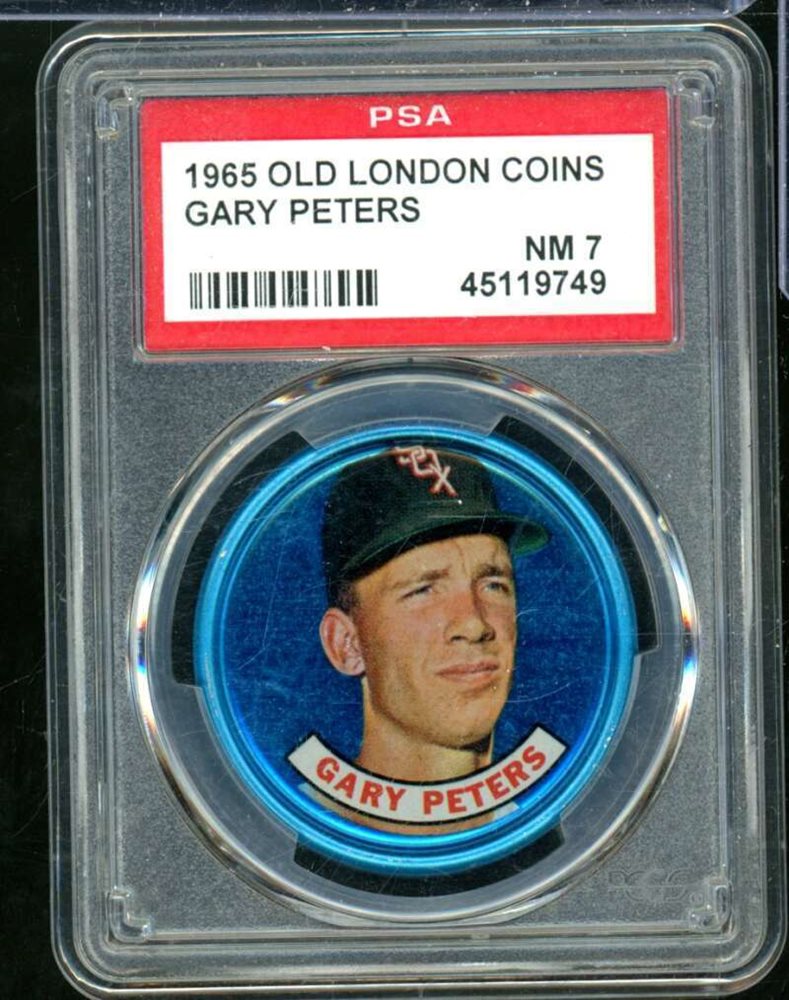 PSA
1965 OLD LONDON COINS
GARY PETERS
NM 7
45119749
SOX
GARY PETERS